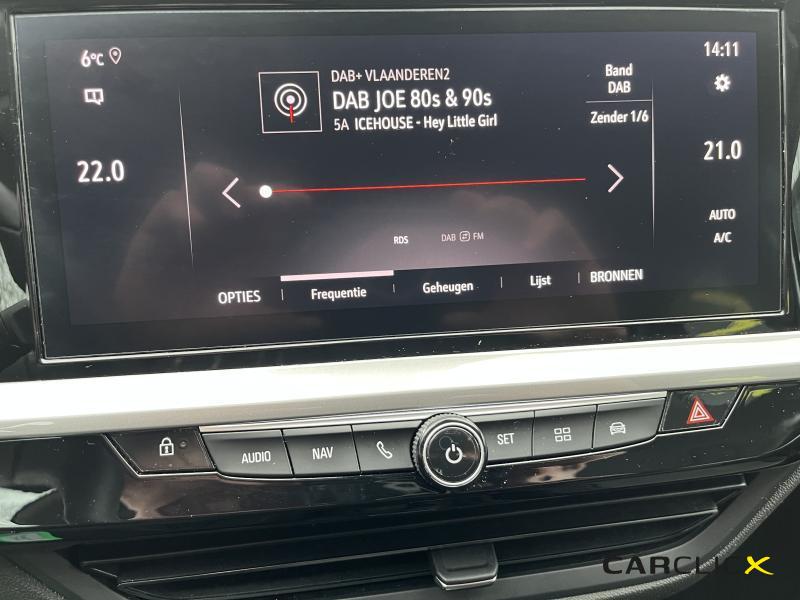 6°C
DAB+ VLAANDEREN2
DAB JOE 80s & 90s
5A ICEHOUSE - Hey Little Girl
Band
DAB
Zender 1/6
14:11
22.0
21.0
RDS
DAB FM
AUTO
A/C
OPTIES
Frequentie
Geheugen
Lijst
BRONNEN
AUDIO
NAV
SET
CARCLICX